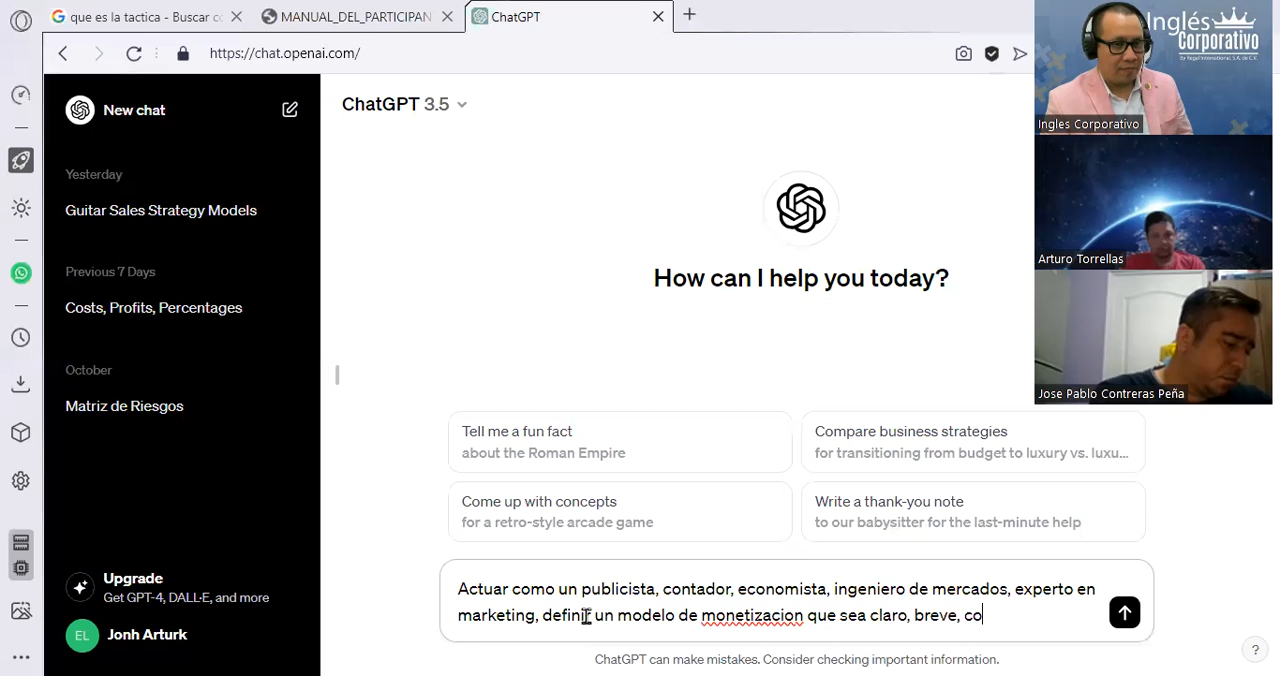 que es la tactica - Buscar co
MANUAL_DEL_PARTICIPAN
ChatGPT
https://chat.openai.com/
Inglés
Corporativo
By Regal International, S.A. de C.V.
Ingles Corporativo
New chat
ChatGPT 3.5
Yesterday
Guitar Sales Strategy Models
Arturo Torrellas
Previous 7 Days
How can I help you today?
Costs, Profits, Percentages
October
Matriz de Riesgos
Jose Pablo Contreras Peña
Tell me a fun fact
about the Roman Empire
Compare business strategies
for transitioning from budget to luxury vs. luxu...
Come up with concepts
for a retro-style arcade game
Write a thank-you note
to our babysitter for the last-minute help
Upgrade
Get GPT-4, DALL·E, and more
EL
Jonh Arturk
Actuar como un publicista, contador, economista, ingeniero de mercados, experto en
marketing, definir un modelo de monetizacion que sea claro, breve, co
ChatGPT can make mistakes. Consider checking important information.
?